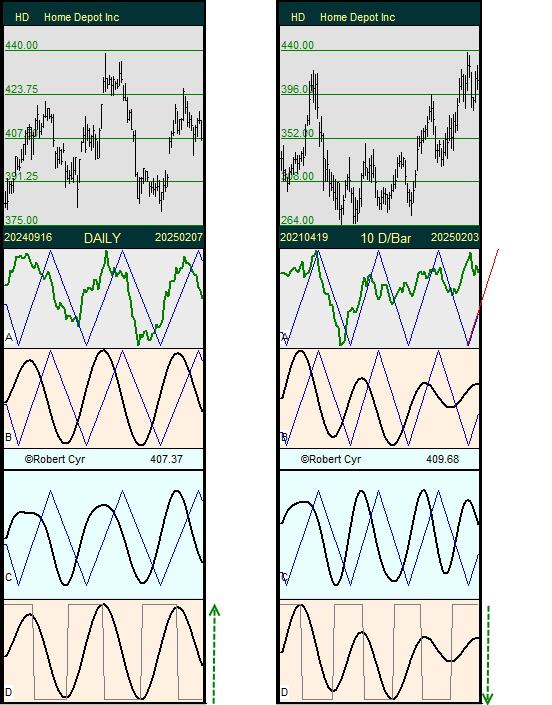 HD Home Depot Inc
440.00
423.75
407
391.25
375.00
20240916 DAILY 20250207
A
B
©Robert Cyr 407.37
C
D
HD Home Depot Inc
440.00
396.0
352.00
264.00
20210419 10 D/Bar 20250203
A
B
©Robert Cyr 409.68
C
D